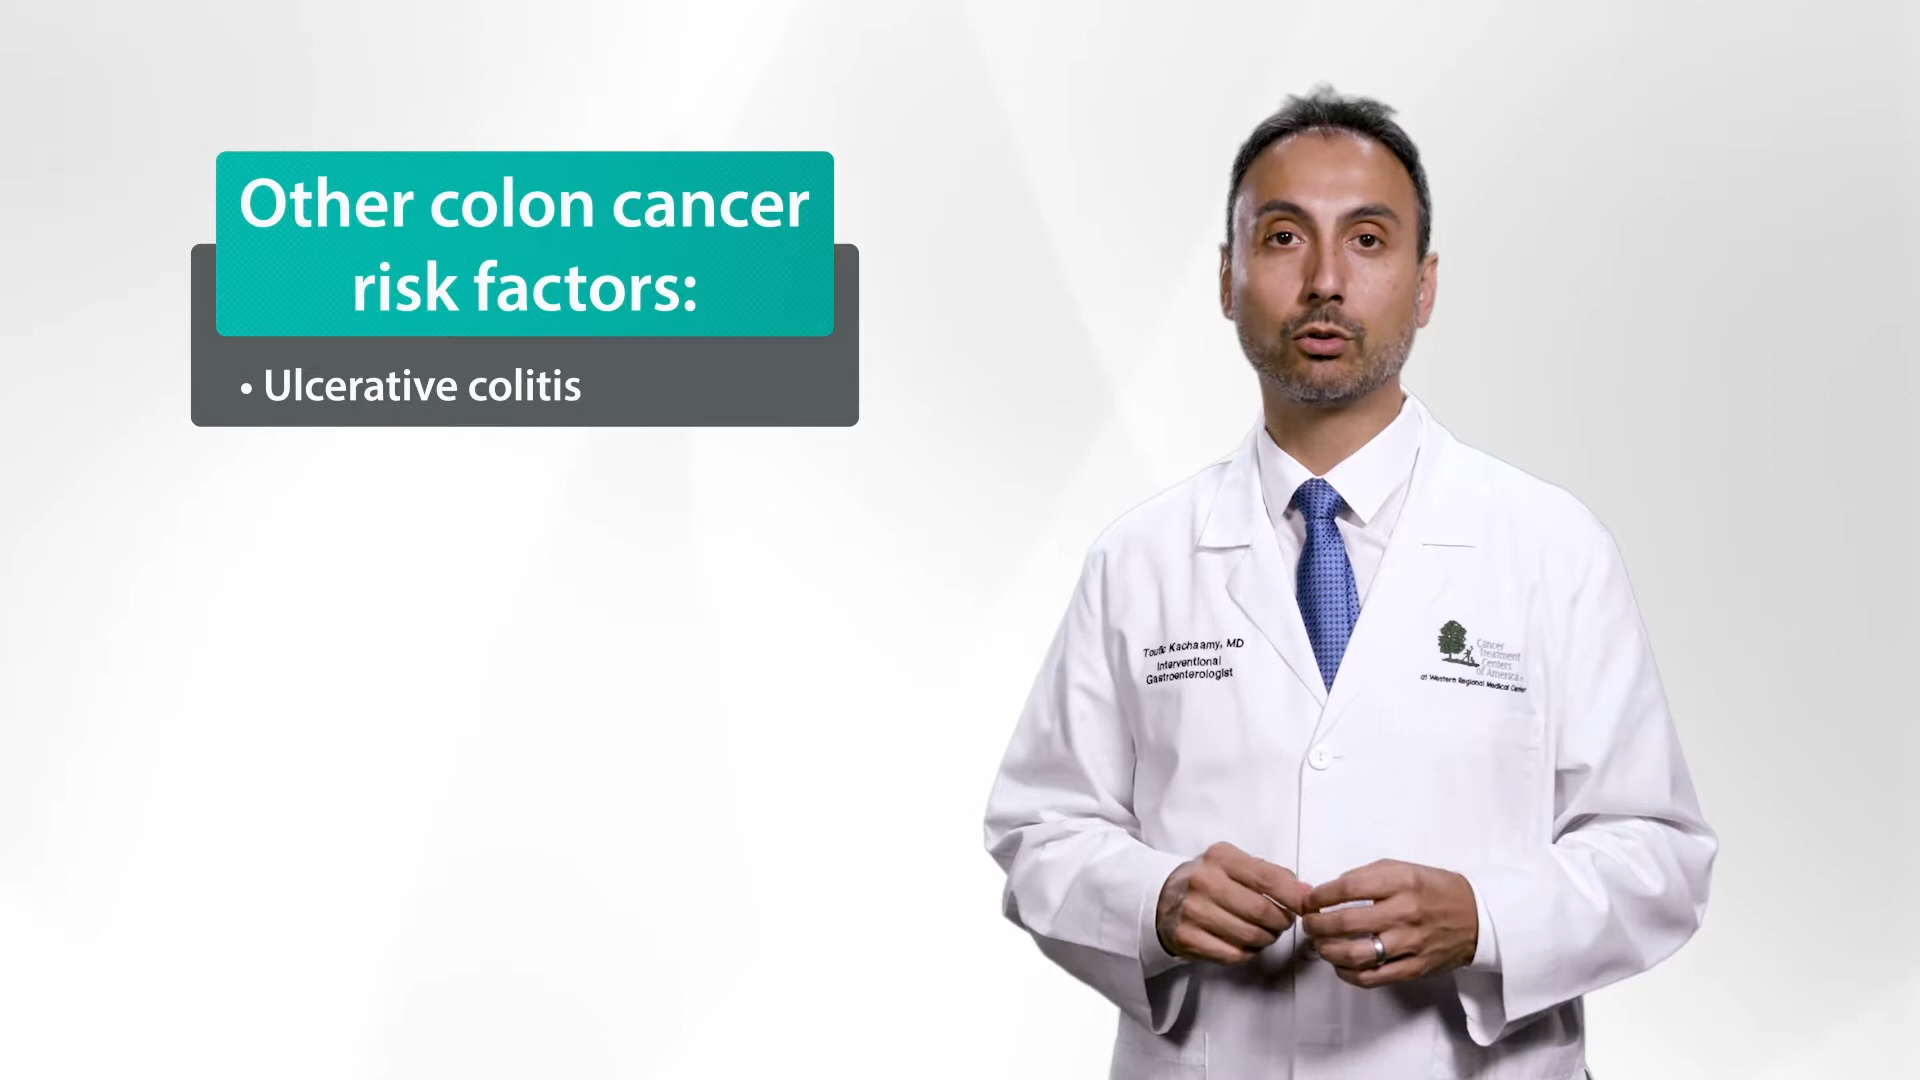 Other colon cancer
risk factors:
• Ulcerative colitis
Toufic Kachaamy, MD
Interventional
Gastroenterologist
Cancer
Treatment
Centers
of America
at Western Regional Medical Center